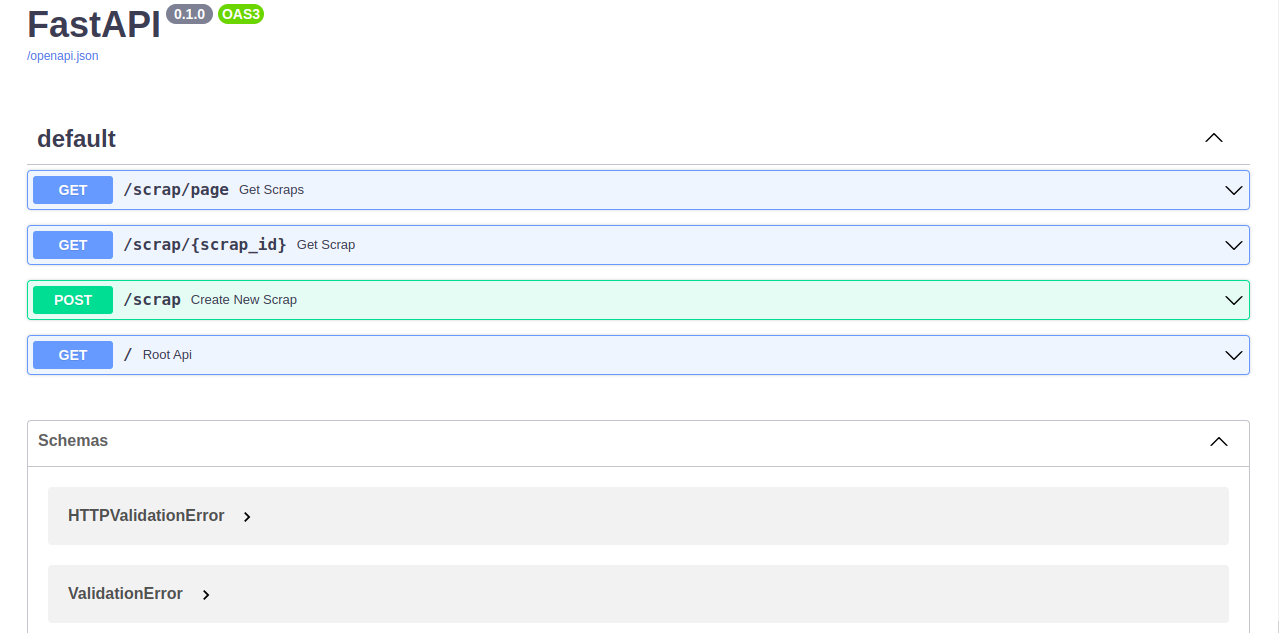 FastAPI 0.1.0 OAS3
/openapi.json
default
GET /scrap/page Get Scraps
GET /scrap/{scrap_id} Get Scrap
POST /scrap Create New Scrap
GET / Root Api
Schemas
HTTPValidationError
ValidationError